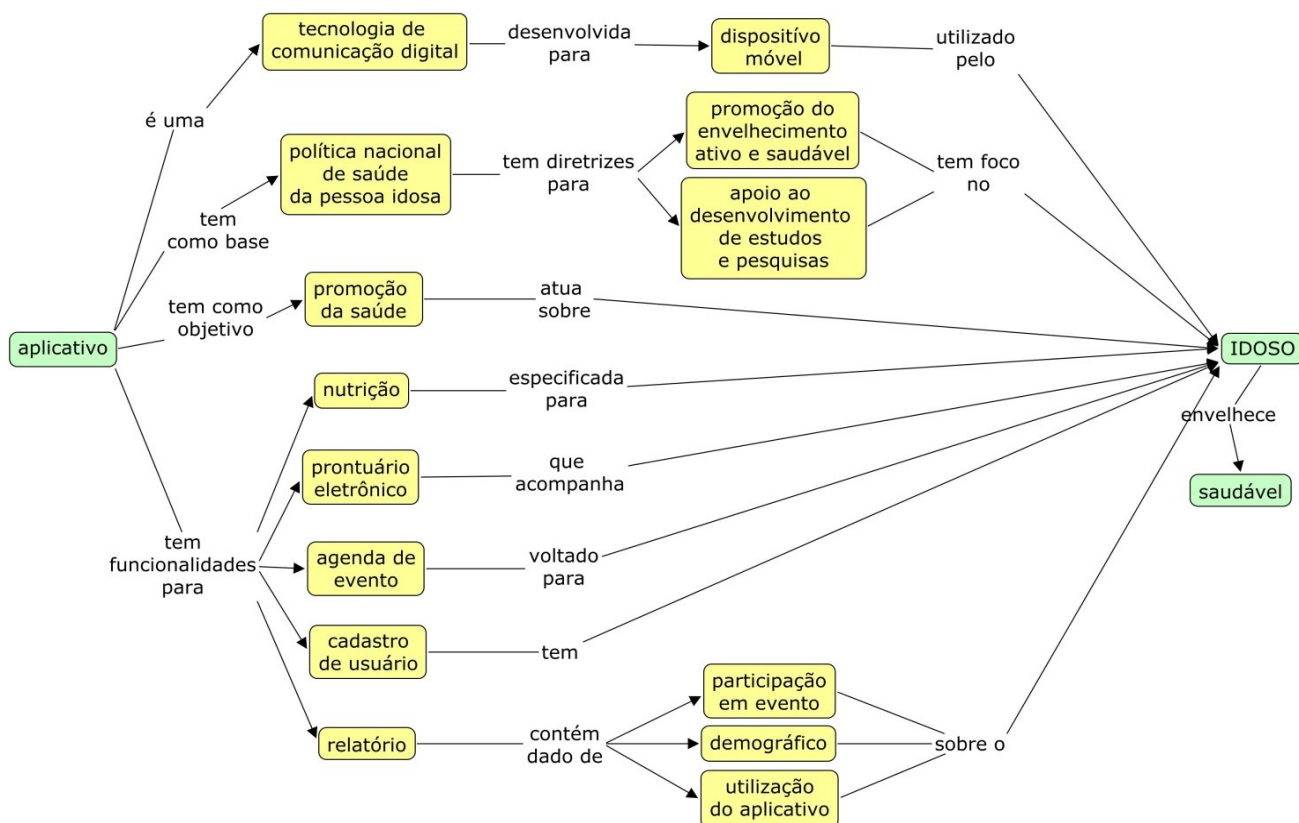 tecnologia de
comunicação digital
desenvolvida
para
dispositívo
móvel
utilizado
pelo
é uma
política nacional
de saúde
da pessoa idosa
tem diretrizes
para
promoção do
envelhecimento
ativo e saudável
apoio ao
desenvolvimento
de estudos
e pesquisas
tem foco
no
tem
como base
tem como
objetivo
promoção
da saúde
atua
sobre
aplicativo
IDOSO
envelhece
saudável
nutrição
especificada
para
prontuário
eletrônico
que
acompanha
tem
funcionalidades
para
agenda de
evento
voltado
para
cadastro
de usuário
tem
relatório
contém
dado de
participação
em evento
demográfico
utilização
do aplicativo
sobre o